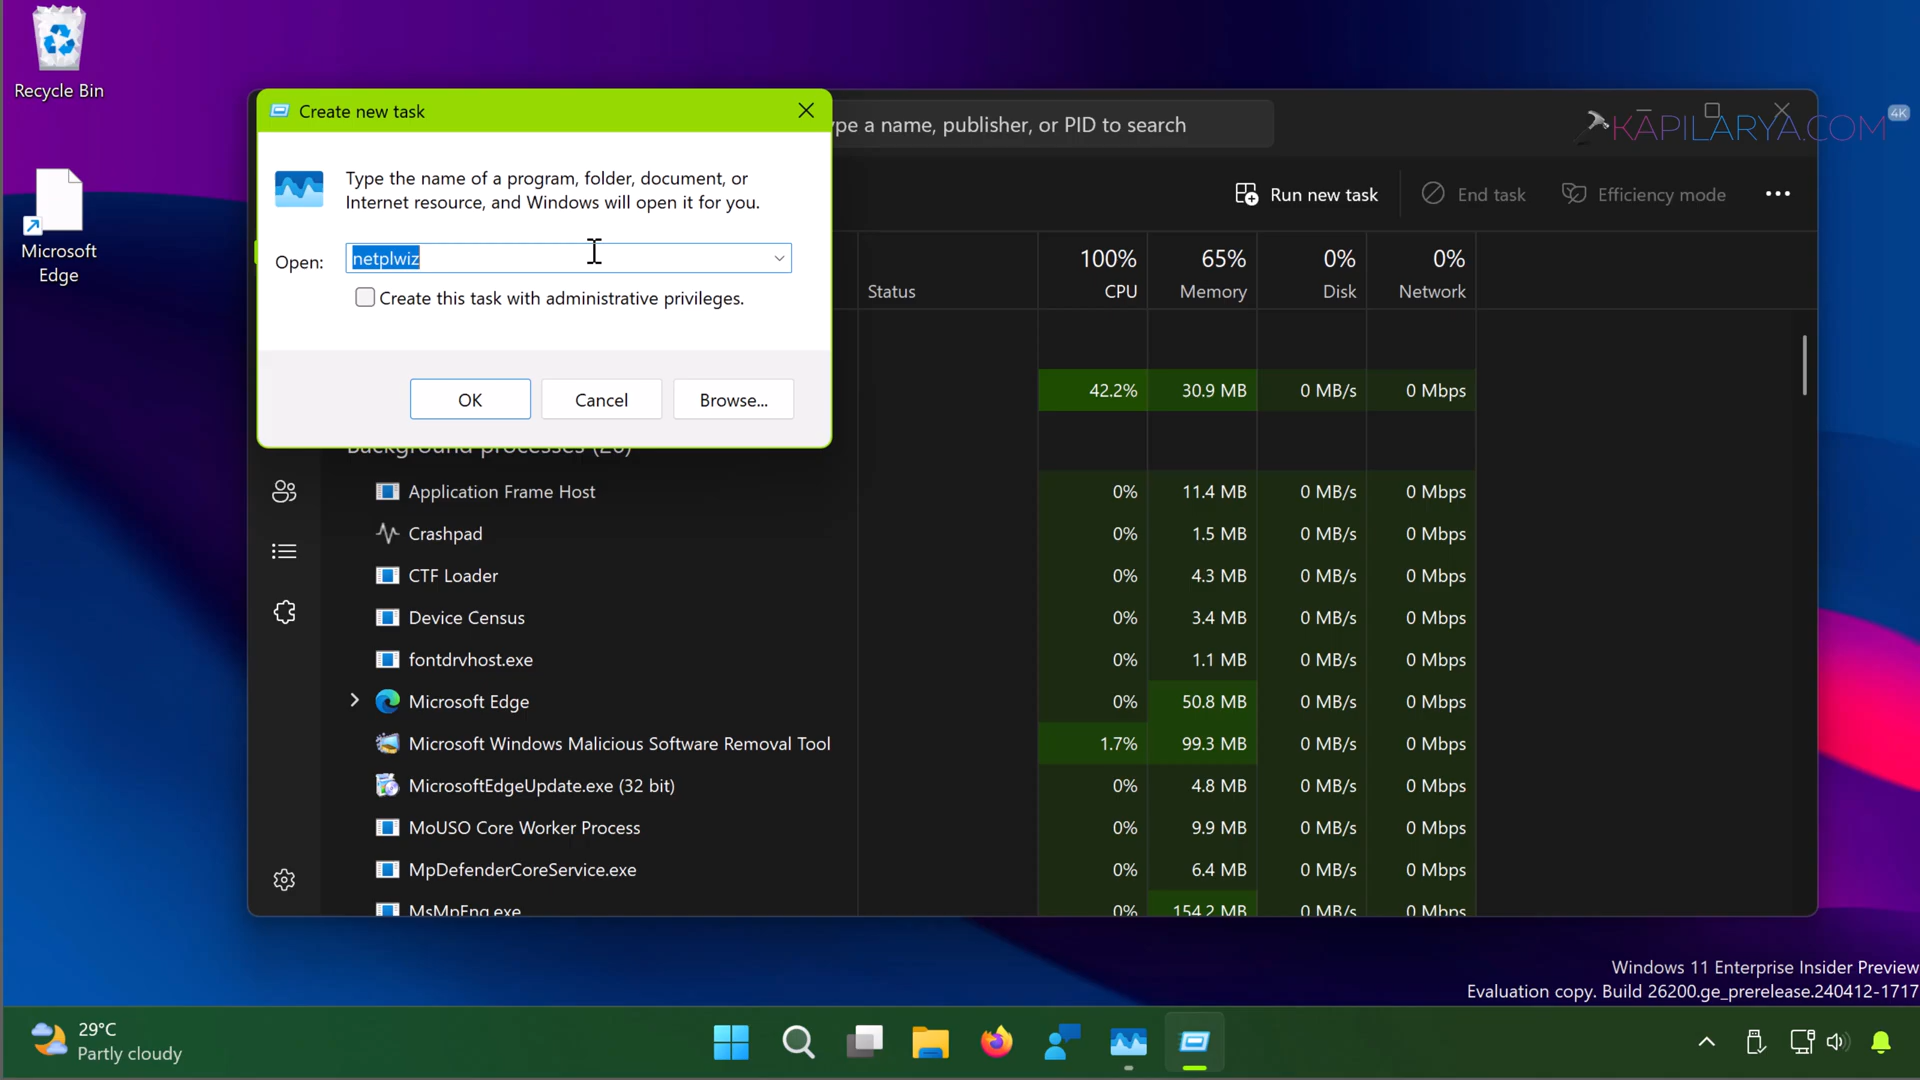 Recycle Bin
Microsoft
Edge
Create new task
Type the name of a program, folder, document, or
Internet resource, and Windows will open it for you.
Open:
netplwiz
Create this task with administrative privileges.
OK
Cancel
Browse...
ype a name, publisher, or PID to search
KAPILARYA.COM
4K
Run new task
End task
Efficiency mode
Status
100%
CPU
65%
Memory
0%
Disk
0%
Network
42.2% 30.9 MB 0 MB/s 0 Mbps
Background processes (20)
Application Frame Host 0% 11.4 MB 0 MB/s 0 Mbps
Crashpad 0% 1.5 MB 0 MB/s 0 Mbps
CTF Loader 0% 4.3 MB 0 MB/s 0 Mbps
Device Census 0% 3.4 MB 0 MB/s 0 Mbps
fontdrvhost.exe 0% 1.1 MB 0 MB/s 0 Mbps
Microsoft Edge 0% 50.8 MB 0 MB/s 0 Mbps
Microsoft Windows Malicious Software Removal Tool 1.7% 99.3 MB 0 MB/s 0 Mbps
MicrosoftEdgeUpdate.exe (32 bit) 0% 4.8 MB 0 MB/s 0 Mbps
MoUSO Core Worker Process 0% 9.9 MB 0 MB/s 0 Mbps
MpDefenderCoreService.exe 0% 6.4 MB 0 MB/s 0 Mbps
MsMpEng.exe 0% 154.2 MB 0 MB/s 0 Mbps
Windows 11 Enterprise Insider Preview
Evaluation copy. Build 26200.ge_prerelease.240412-1717
29°C
Partly cloudy